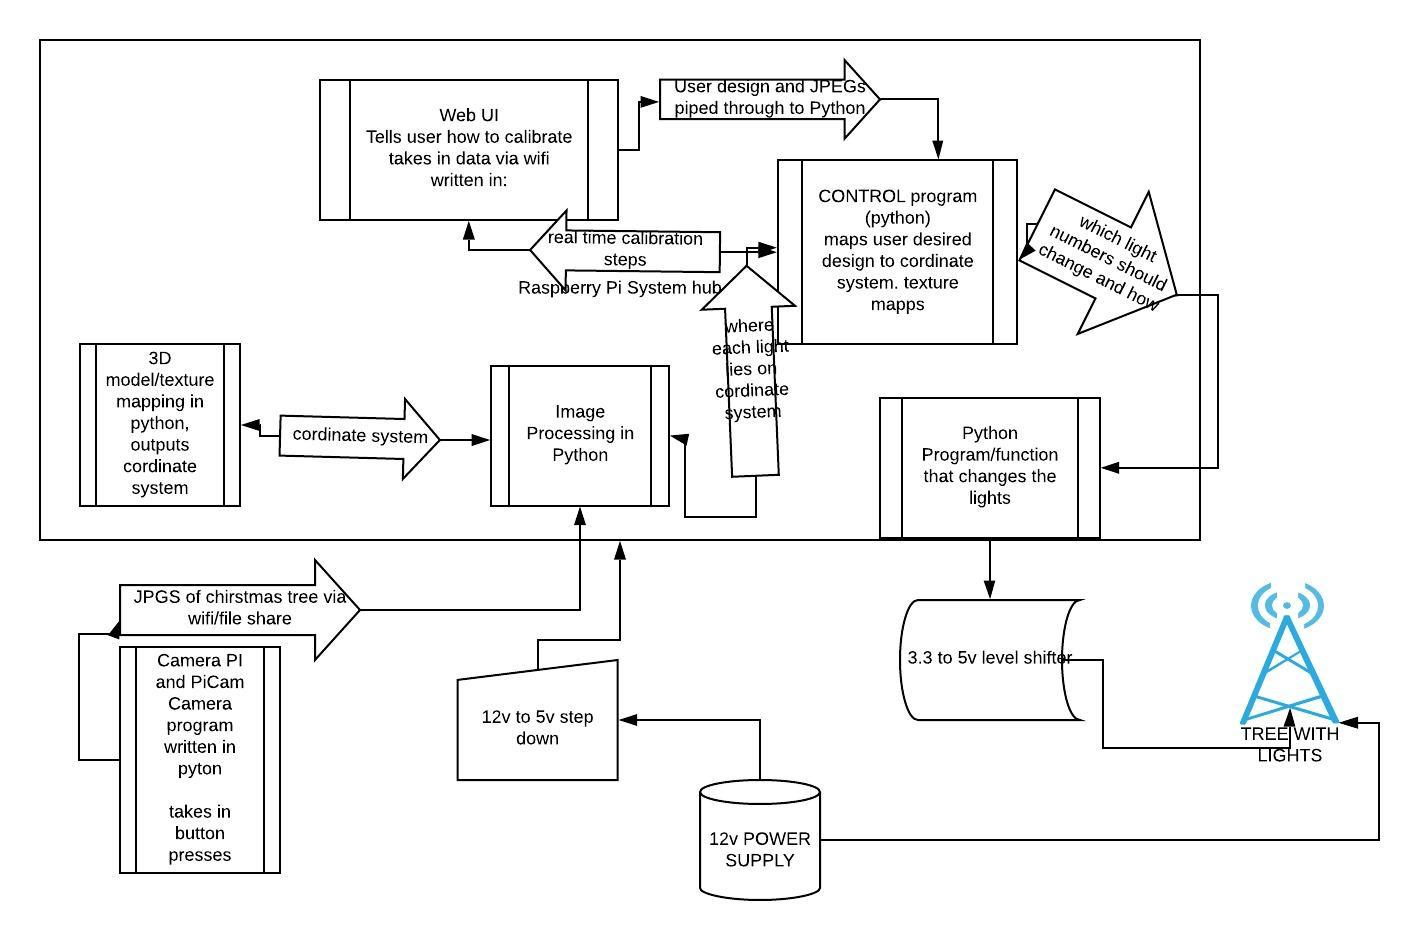 User design and JPEGs
piped through to Python
Web UI
Tells user how to calibrate
takes in data via wifi
written in:
real time calibration
steps
Raspberry Pi System hub
CONTROL program
(python)
maps user desired
design to cordinate
system. texture
mapps
which light
numbers should
change and how
where
each light
lies on
cordinate
system
3D
model/texture
mapping in
python,
outputs
cordinate
system
cordinate system
Image
Processing in
Python
Python
Program/function
that changes the
lights
JPGS of chirstmas tree via
wifi/file share
Camera PI
and PiCam
Camera
program
written in
pyton
takes in
button
presses
12v to 5v step
down
3.3 to 5v level shifter
TREE WITH
LIGHTS
12v POWER
SUPPLY